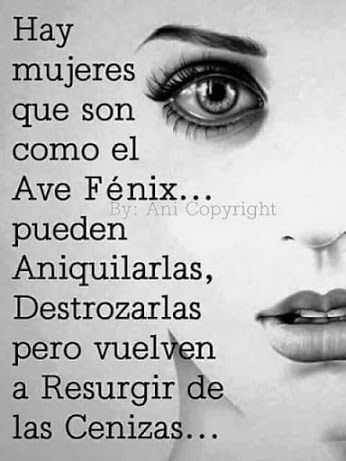 Hay
mujeres
que son
como el
Ave Fénix...
By: Ani Copyright
pueden
Aniquilarlas,
Destrozarlas
pero vuelven
a Resurgir de
las Cenizas...